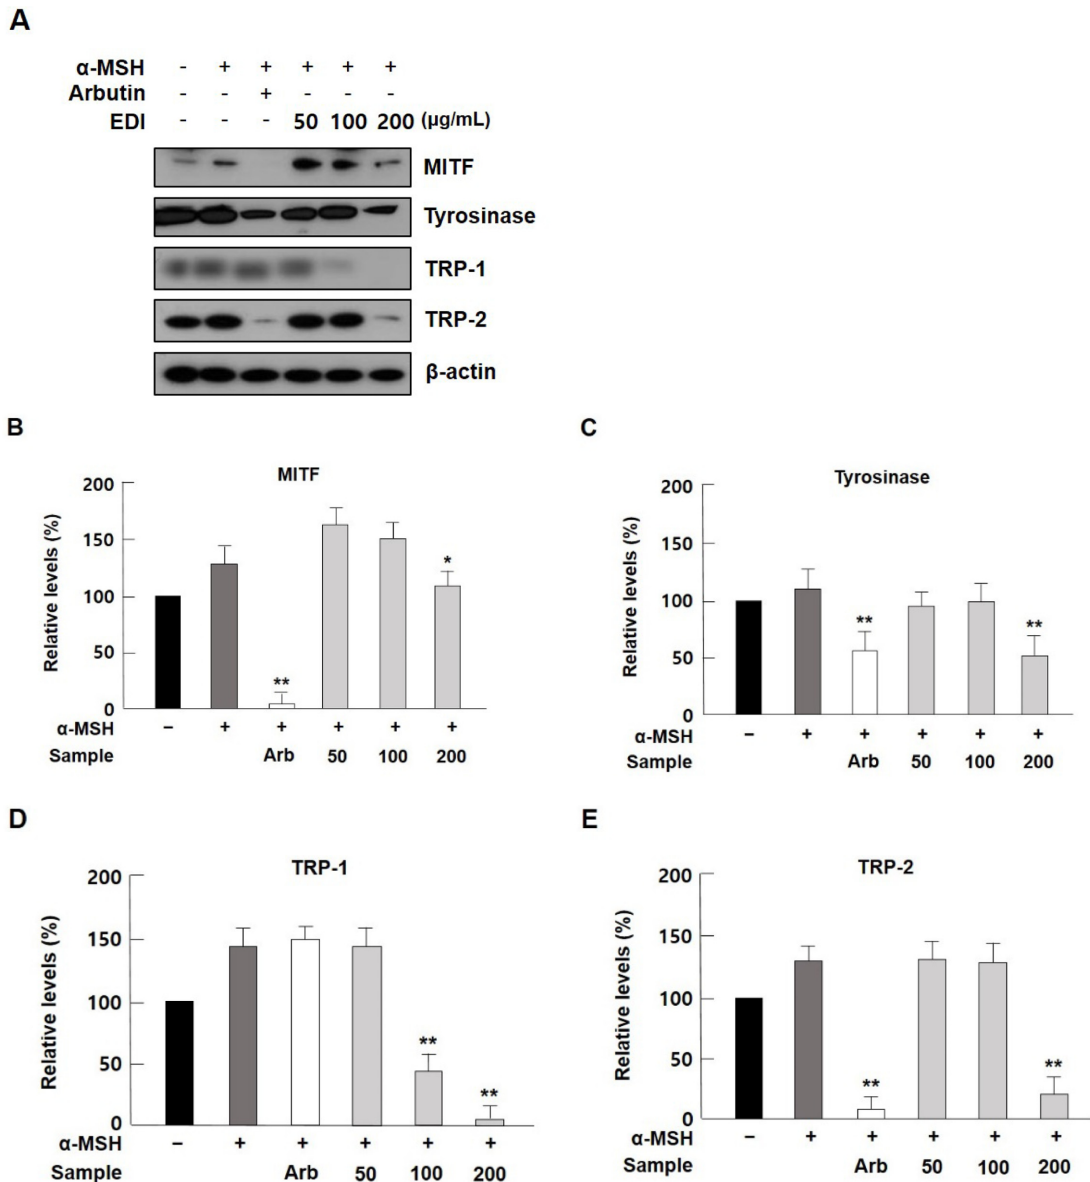 A
α-MSH - + + + + +
Arbutin - - + - - -
EDI - - - 50 100 200 (µg/mL)
MITF
Tyrosinase
TRP-1
TRP-2
β-actin
B
MITF
Relative levels (%)
200
150
100
50
0
** *
α-MSH – + + + + +
Sample Arb 50 100 200
C
Tyrosinase
Relative levels (%)
200
150
100
50
0
** **
α-MSH – + + + + +
Sample Arb 50 100 200
D
TRP-1
Relative levels (%)
200
150
100
50
0
** **
α-MSH – + + + + +
Sample Arb 50 100 200
E
TRP-2
Relative levels (%)
200
150
100
50
0
** **
α-MSH – + + + + +
Sample Arb 50 100 200